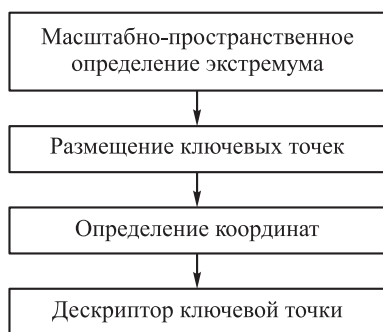 Масштабно-пространственное
определение экстремума
Размещение ключевых точек
Определение координат
Дескриптор ключевой точки